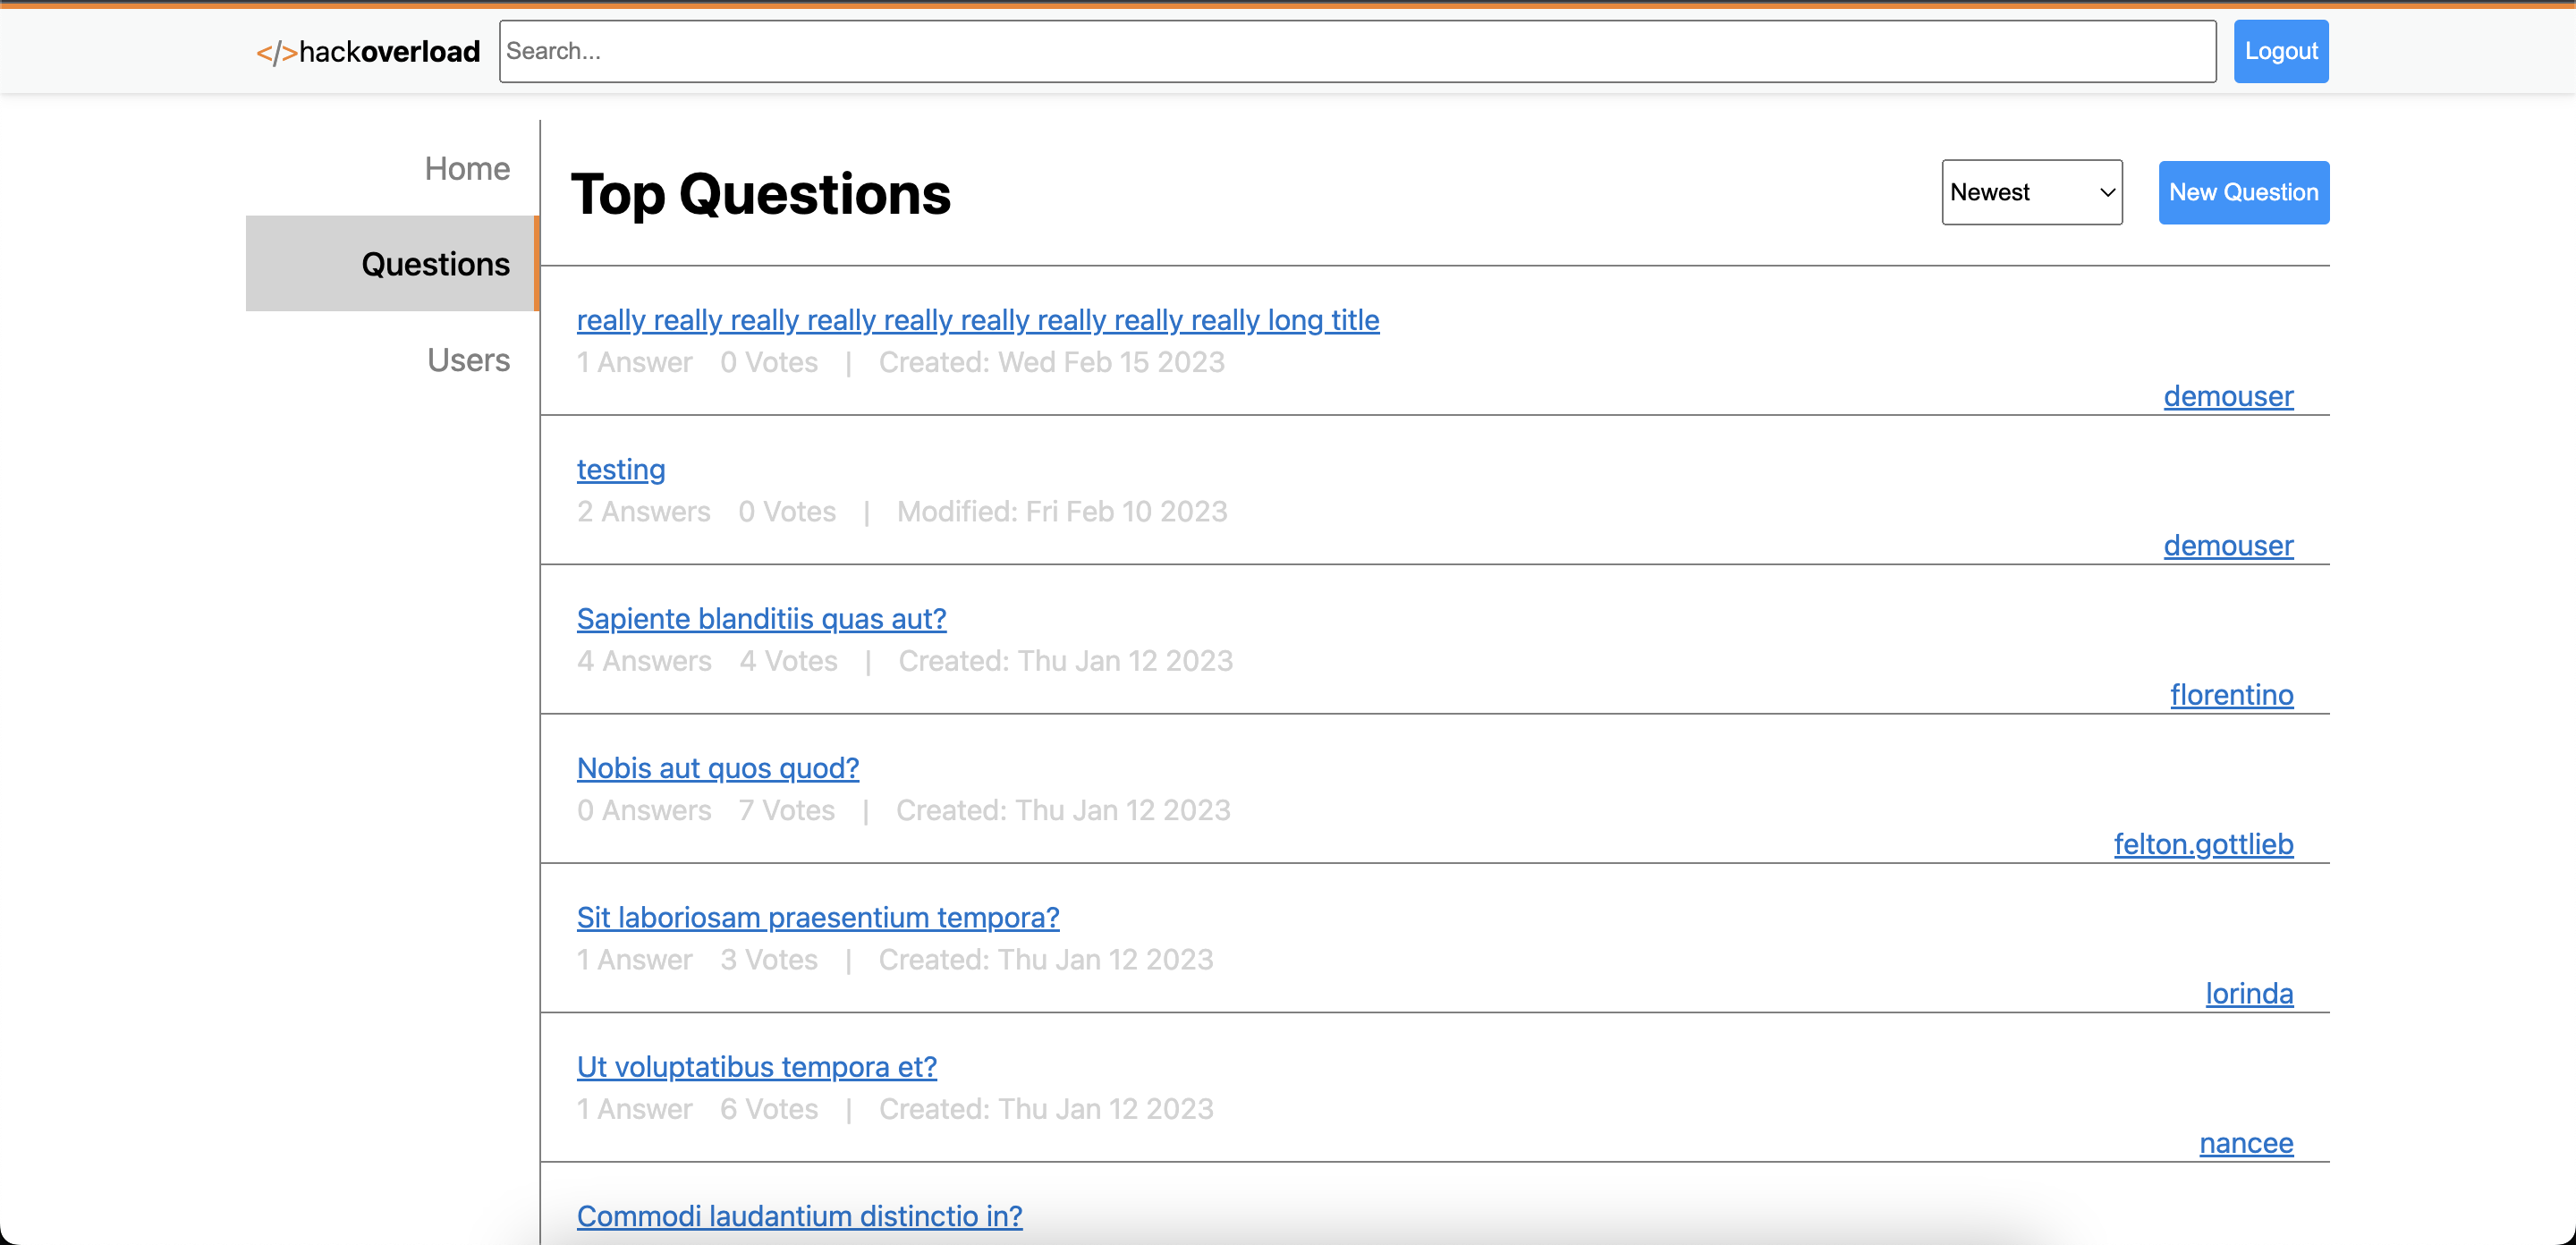 </>hackoverload Search... Logout
Home
Questions
Users
Top Questions Newest New Question
really really really really really really really really really long title
1 Answer 0 Votes | Created: Wed Feb 15 2023
demouser
testing
2 Answers 0 Votes | Modified: Fri Feb 10 2023
demouser
Sapiente blanditiis quas aut?
4 Answers 4 Votes | Created: Thu Jan 12 2023
florentino
Nobis aut quos quod?
0 Answers 7 Votes | Created: Thu Jan 12 2023
felton.gottlieb
Sit laboriosam praesentium tempora?
1 Answer 3 Votes | Created: Thu Jan 12 2023
lorinda
Ut voluptatibus tempora et?
1 Answer 6 Votes | Created: Thu Jan 12 2023
nancee
Commodi laudantium distinctio in?